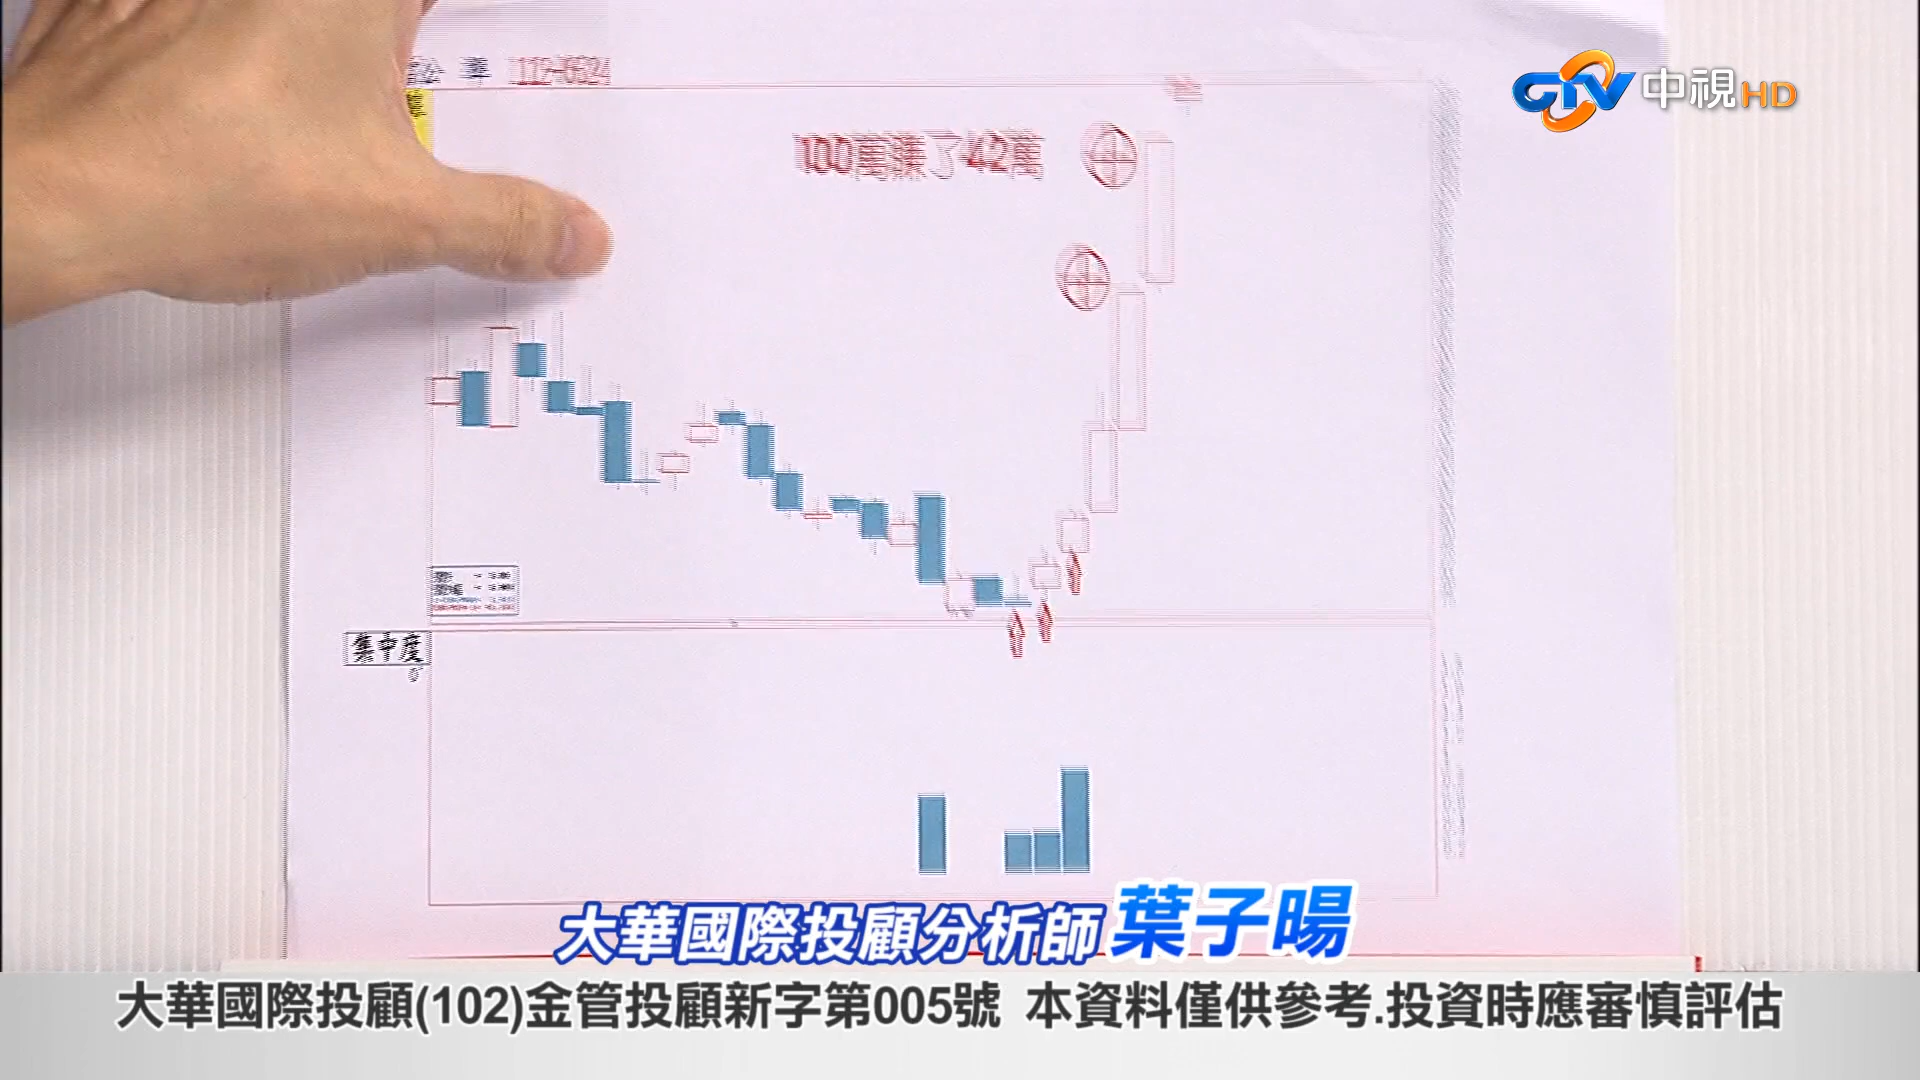 CTV 中視HD
100萬賺了42萬
集中度
大華國際投顧分析師 葉子暘
大華國際投顧(102)金管投顧新字第005號 本資料僅供參考.投資時應審慎評估